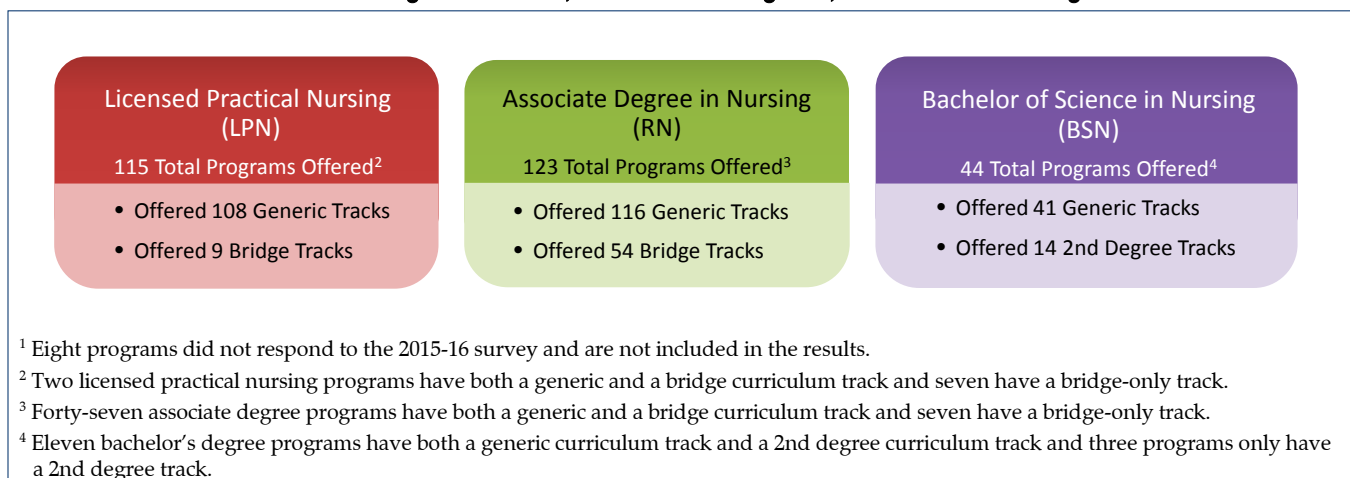 Licensed Practical Nursing
(LPN)
115 Total Programs Offered2
• Offered 108 Generic Tracks
• Offered 9 Bridge Tracks
Associate Degree in Nursing
(RN)
123 Total Programs Offered3
• Offered 116 Generic Tracks
• Offered 54 Bridge Tracks
Bachelor of Science in Nursing
(BSN)
44 Total Programs Offered4
• Offered 41 Generic Tracks
• Offered 14 2nd Degree Tracks
1 Eight programs did not respond to the 2015-16 survey and are not included in the results.
2 Two licensed practical nursing programs have both a generic and a bridge curriculum track and seven have a bridge-only track.
3 Forty-seven associate degree programs have both a generic and a bridge curriculum track and seven have a bridge-only track.
4 Eleven bachelor's degree programs have both a generic curriculum track and a 2nd degree curriculum track and three programs only have
a 2nd degree track.